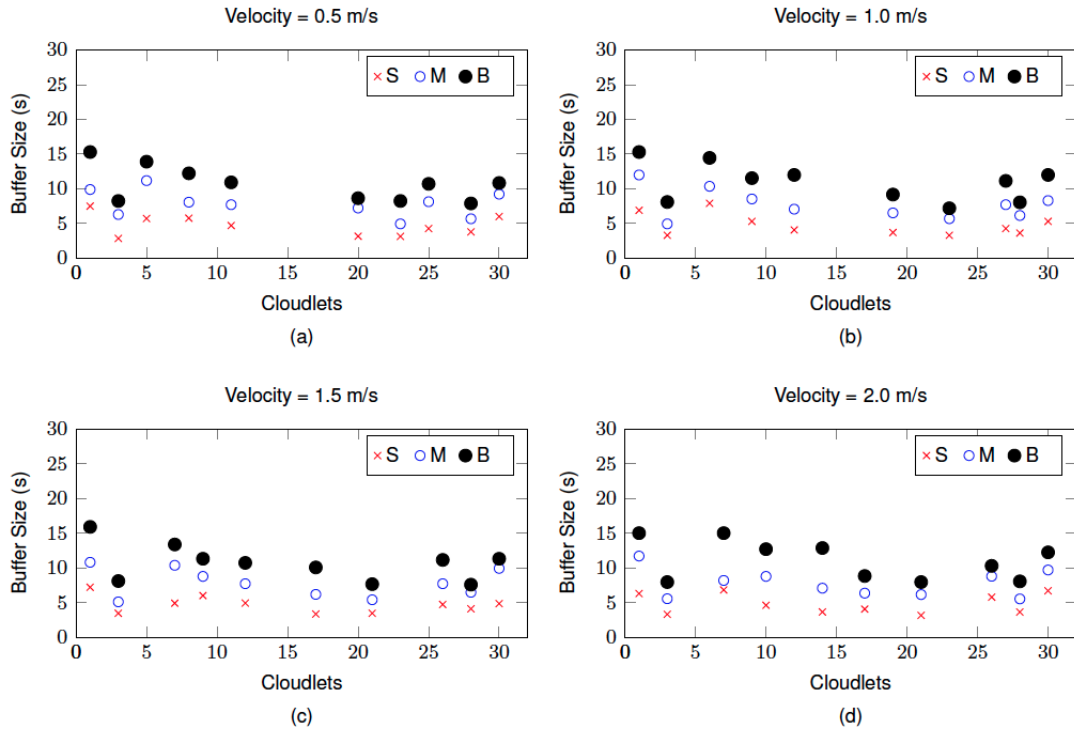 Velocity = 0.5 m/s
Buffer Size (s)
30
25
20
15
10
5
0
S M B
0 5 10 15 20 25 30
Cloudlets
(a)
Velocity = 1.0 m/s
Buffer Size (s)
30
25
20
15
10
5
0
S M B
0 5 10 15 20 25 30
Cloudlets
(b)
Velocity = 1.5 m/s
Buffer Size (s)
30
25
20
15
10
5
0
S M B
0 5 10 15 20 25 30
Cloudlets
(c)
Velocity = 2.0 m/s
Buffer Size (s)
30
25
20
15
10
5
0
S M B
0 5 10 15 20 25 30
Cloudlets
(d)